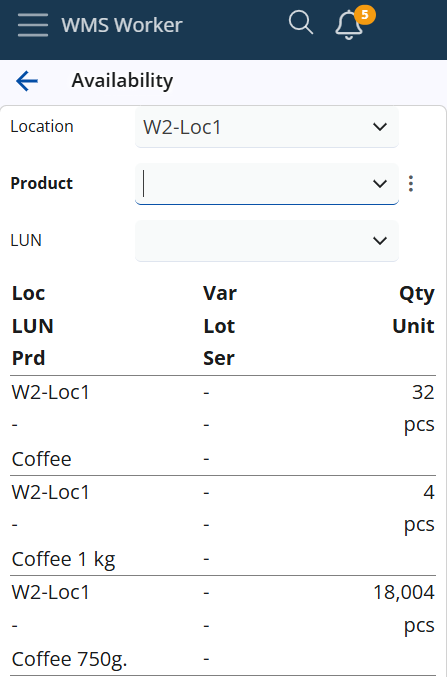 WMS Worker 5
Availability
Location W2-Loc1
Product
LUN
Loc Var Qty
LUN Lot Unit
Prd Ser
W2-Loc1 - 32
- - pcs
Coffee -
W2-Loc1 - 4
- - pcs
Coffee 1 kg -
W2-Loc1 - 18,004
- - pcs
Coffee 750g. -